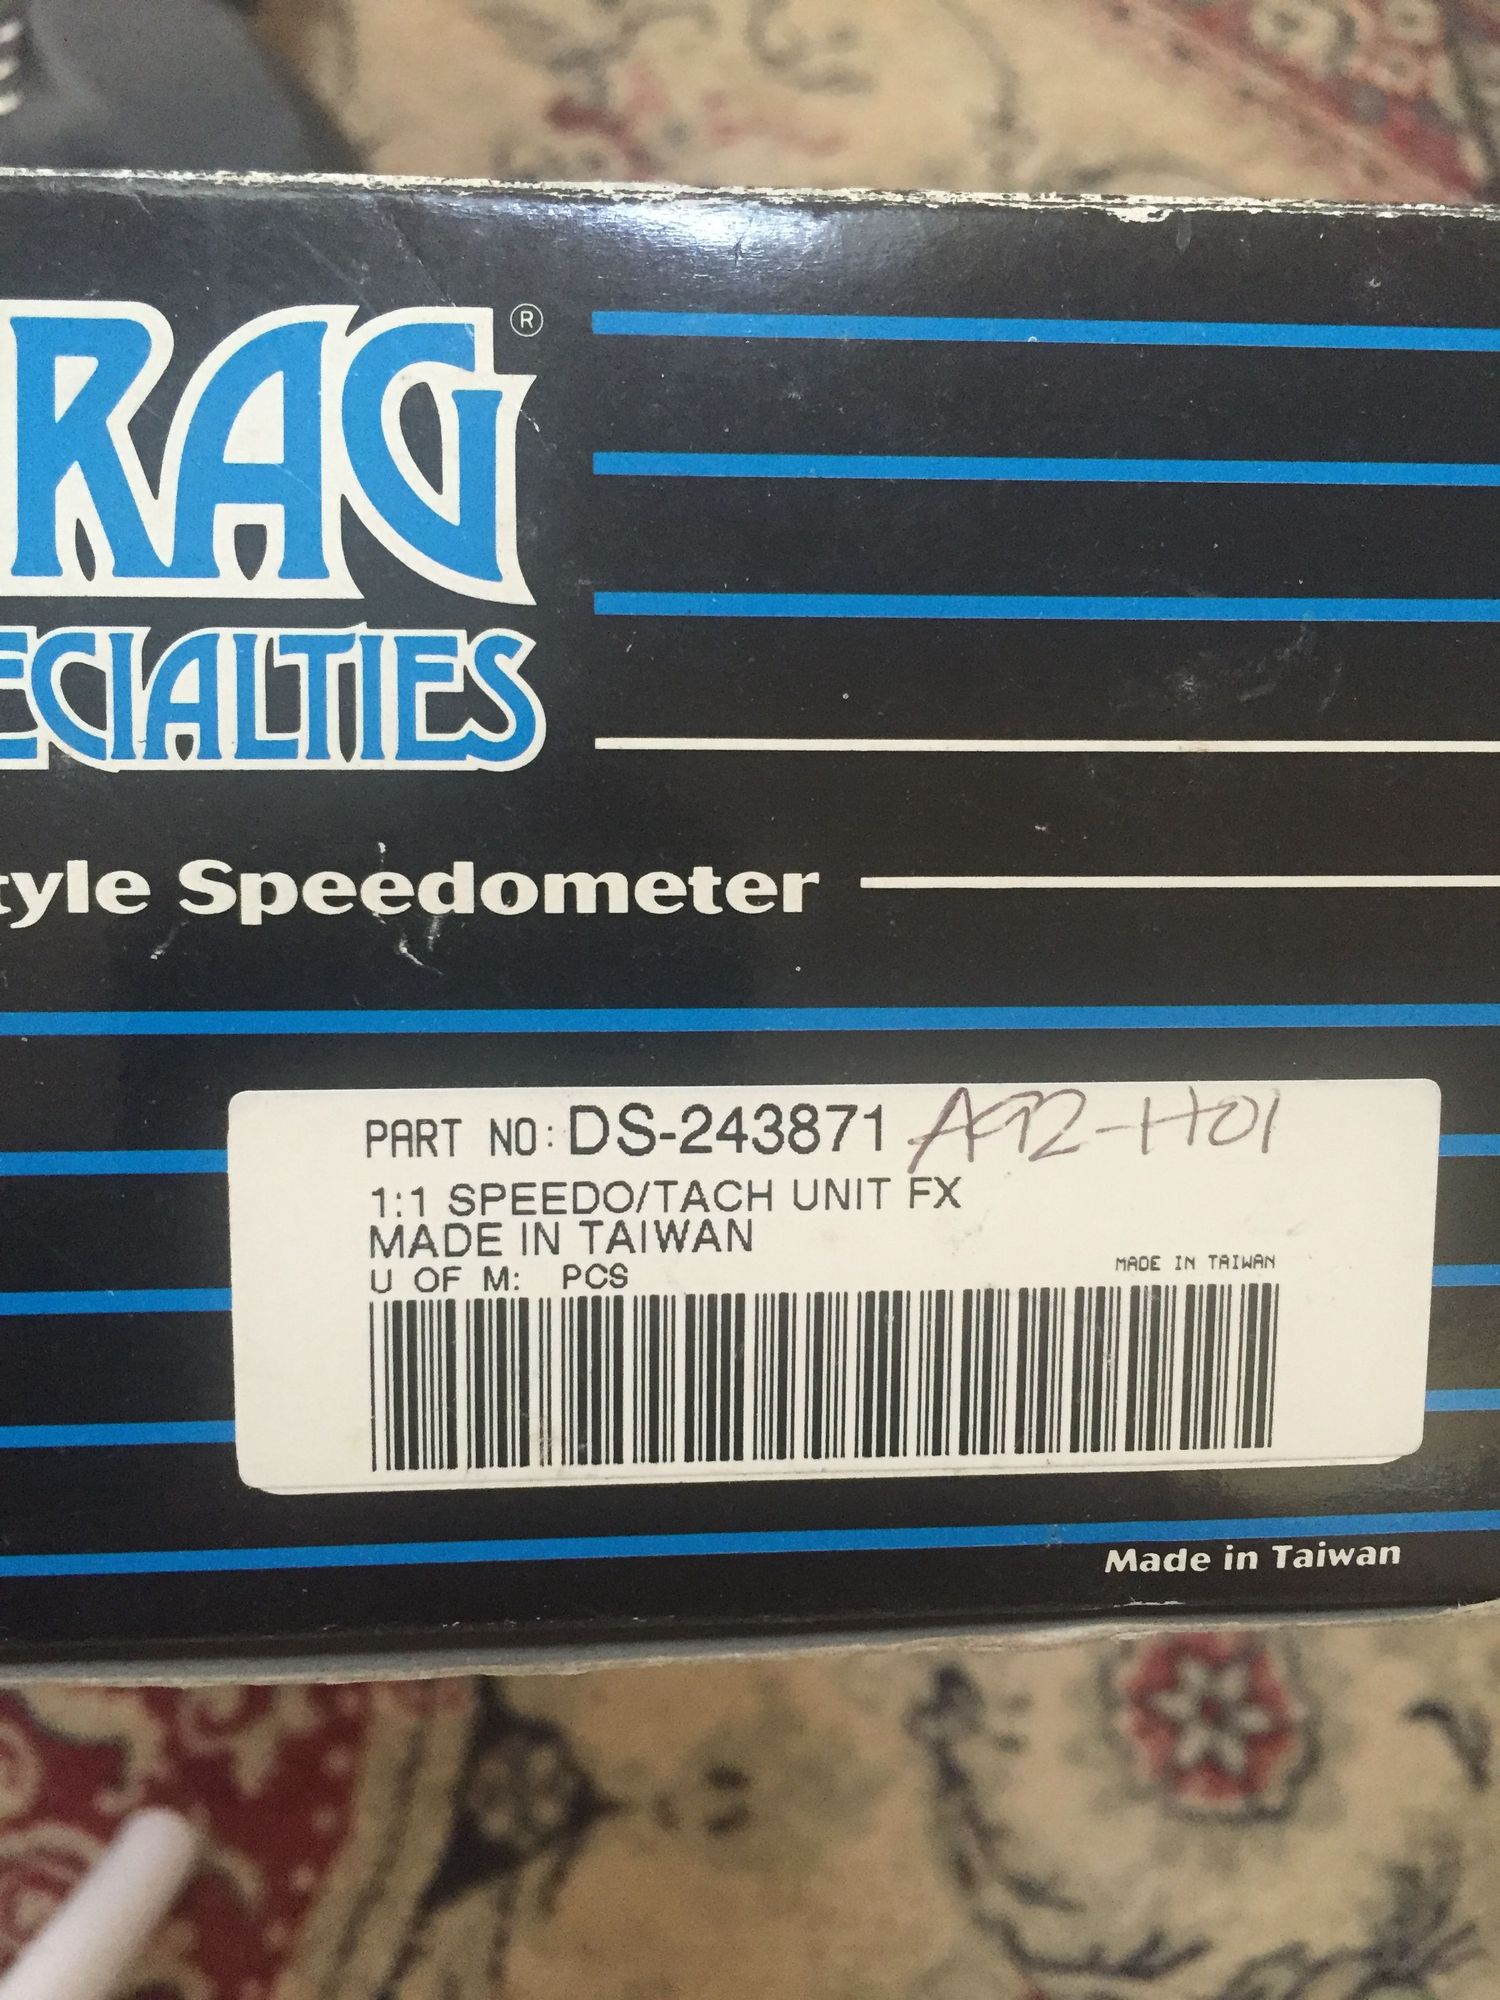 RAG®
ECIALTIES
tyle Speedometer
PART NO: DS-243871 A92-H01
1:1 SPEEDO/TACH UNIT FX
MADE IN TAIWAN
U OF M: PCS
MADE IN TAIWAN
Made in Taiwan